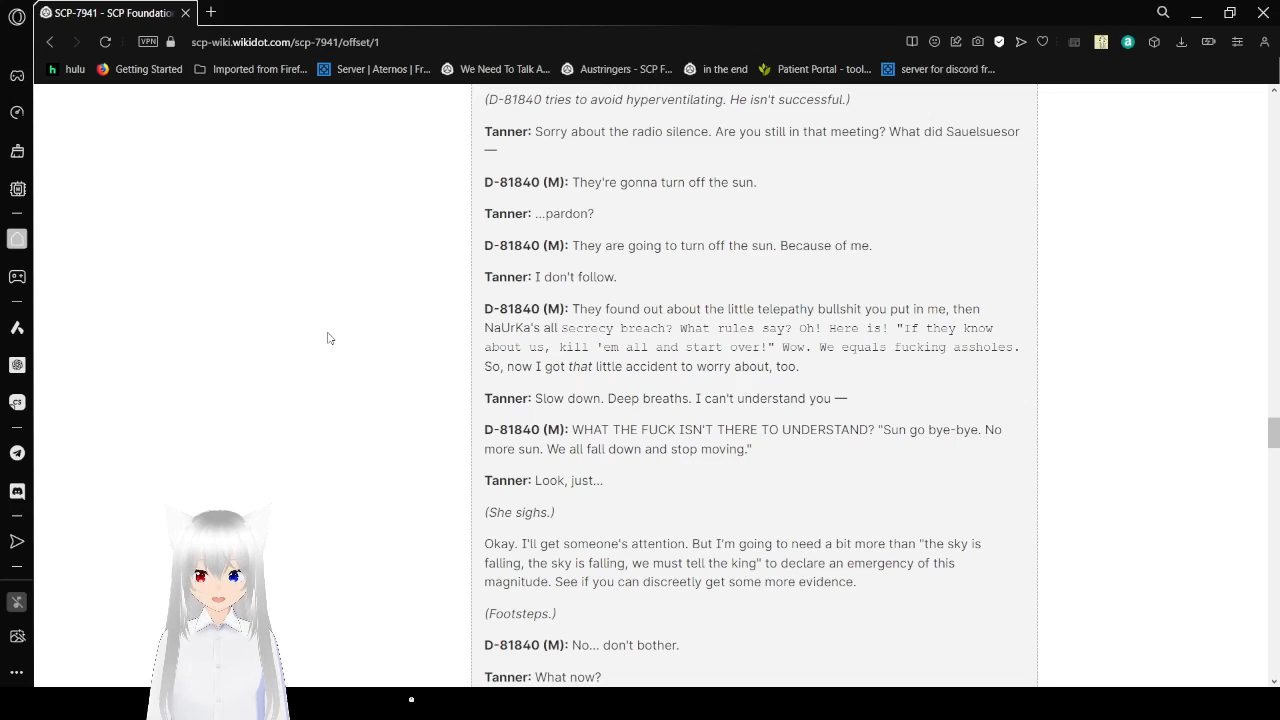 SCP-7941 - SCP Foundatio
scp-wiki.wikidot.com/scp-7941/offset/1
VPN
hulu
Getting Started
Imported from Firef...
Server | Aternos | Fr...
We Need To Talk A...
Austringers - SCP F...
in the end
Patient Portal - tool...
server for discord fr...
(D-81840 tries to avoid hyperventilating. He isn't successful.)
Tanner: Sorry about the radio silence. Are you still in that meeting? What did Sauelsuesor
—
D-81840 (M): They're gonna turn off the sun.
Tanner: …pardon?
D-81840 (M): They are going to turn off the sun. Because of me.
Tanner: I don't follow.
D-81840 (M): They found out about the little telepathy bullshit you put in me, then
NaUrKa's all Secrecy breach? What rules say? Oh! Here is! "If they know
about us, kill 'em all and start over!" Wow. We equals fucking assholes.
So, now I got that little accident to worry about, too.
Tanner: Slow down. Deep breaths. I can't understand you —
D-81840 (M): WHAT THE FUCK ISN'T THERE TO UNDERSTAND? "Sun go bye-bye. No
more sun. We all fall down and stop moving."
Tanner: Look, just…
(She sighs.)
Okay. I'll get someone's attention. But I'm going to need a bit more than "the sky is
falling, the sky is falling, we must tell the king" to declare an emergency of this
magnitude. See if you can discreetly get some more evidence.
(Footsteps.)
D-81840 (M): No… don't bother.
Tanner: What now?